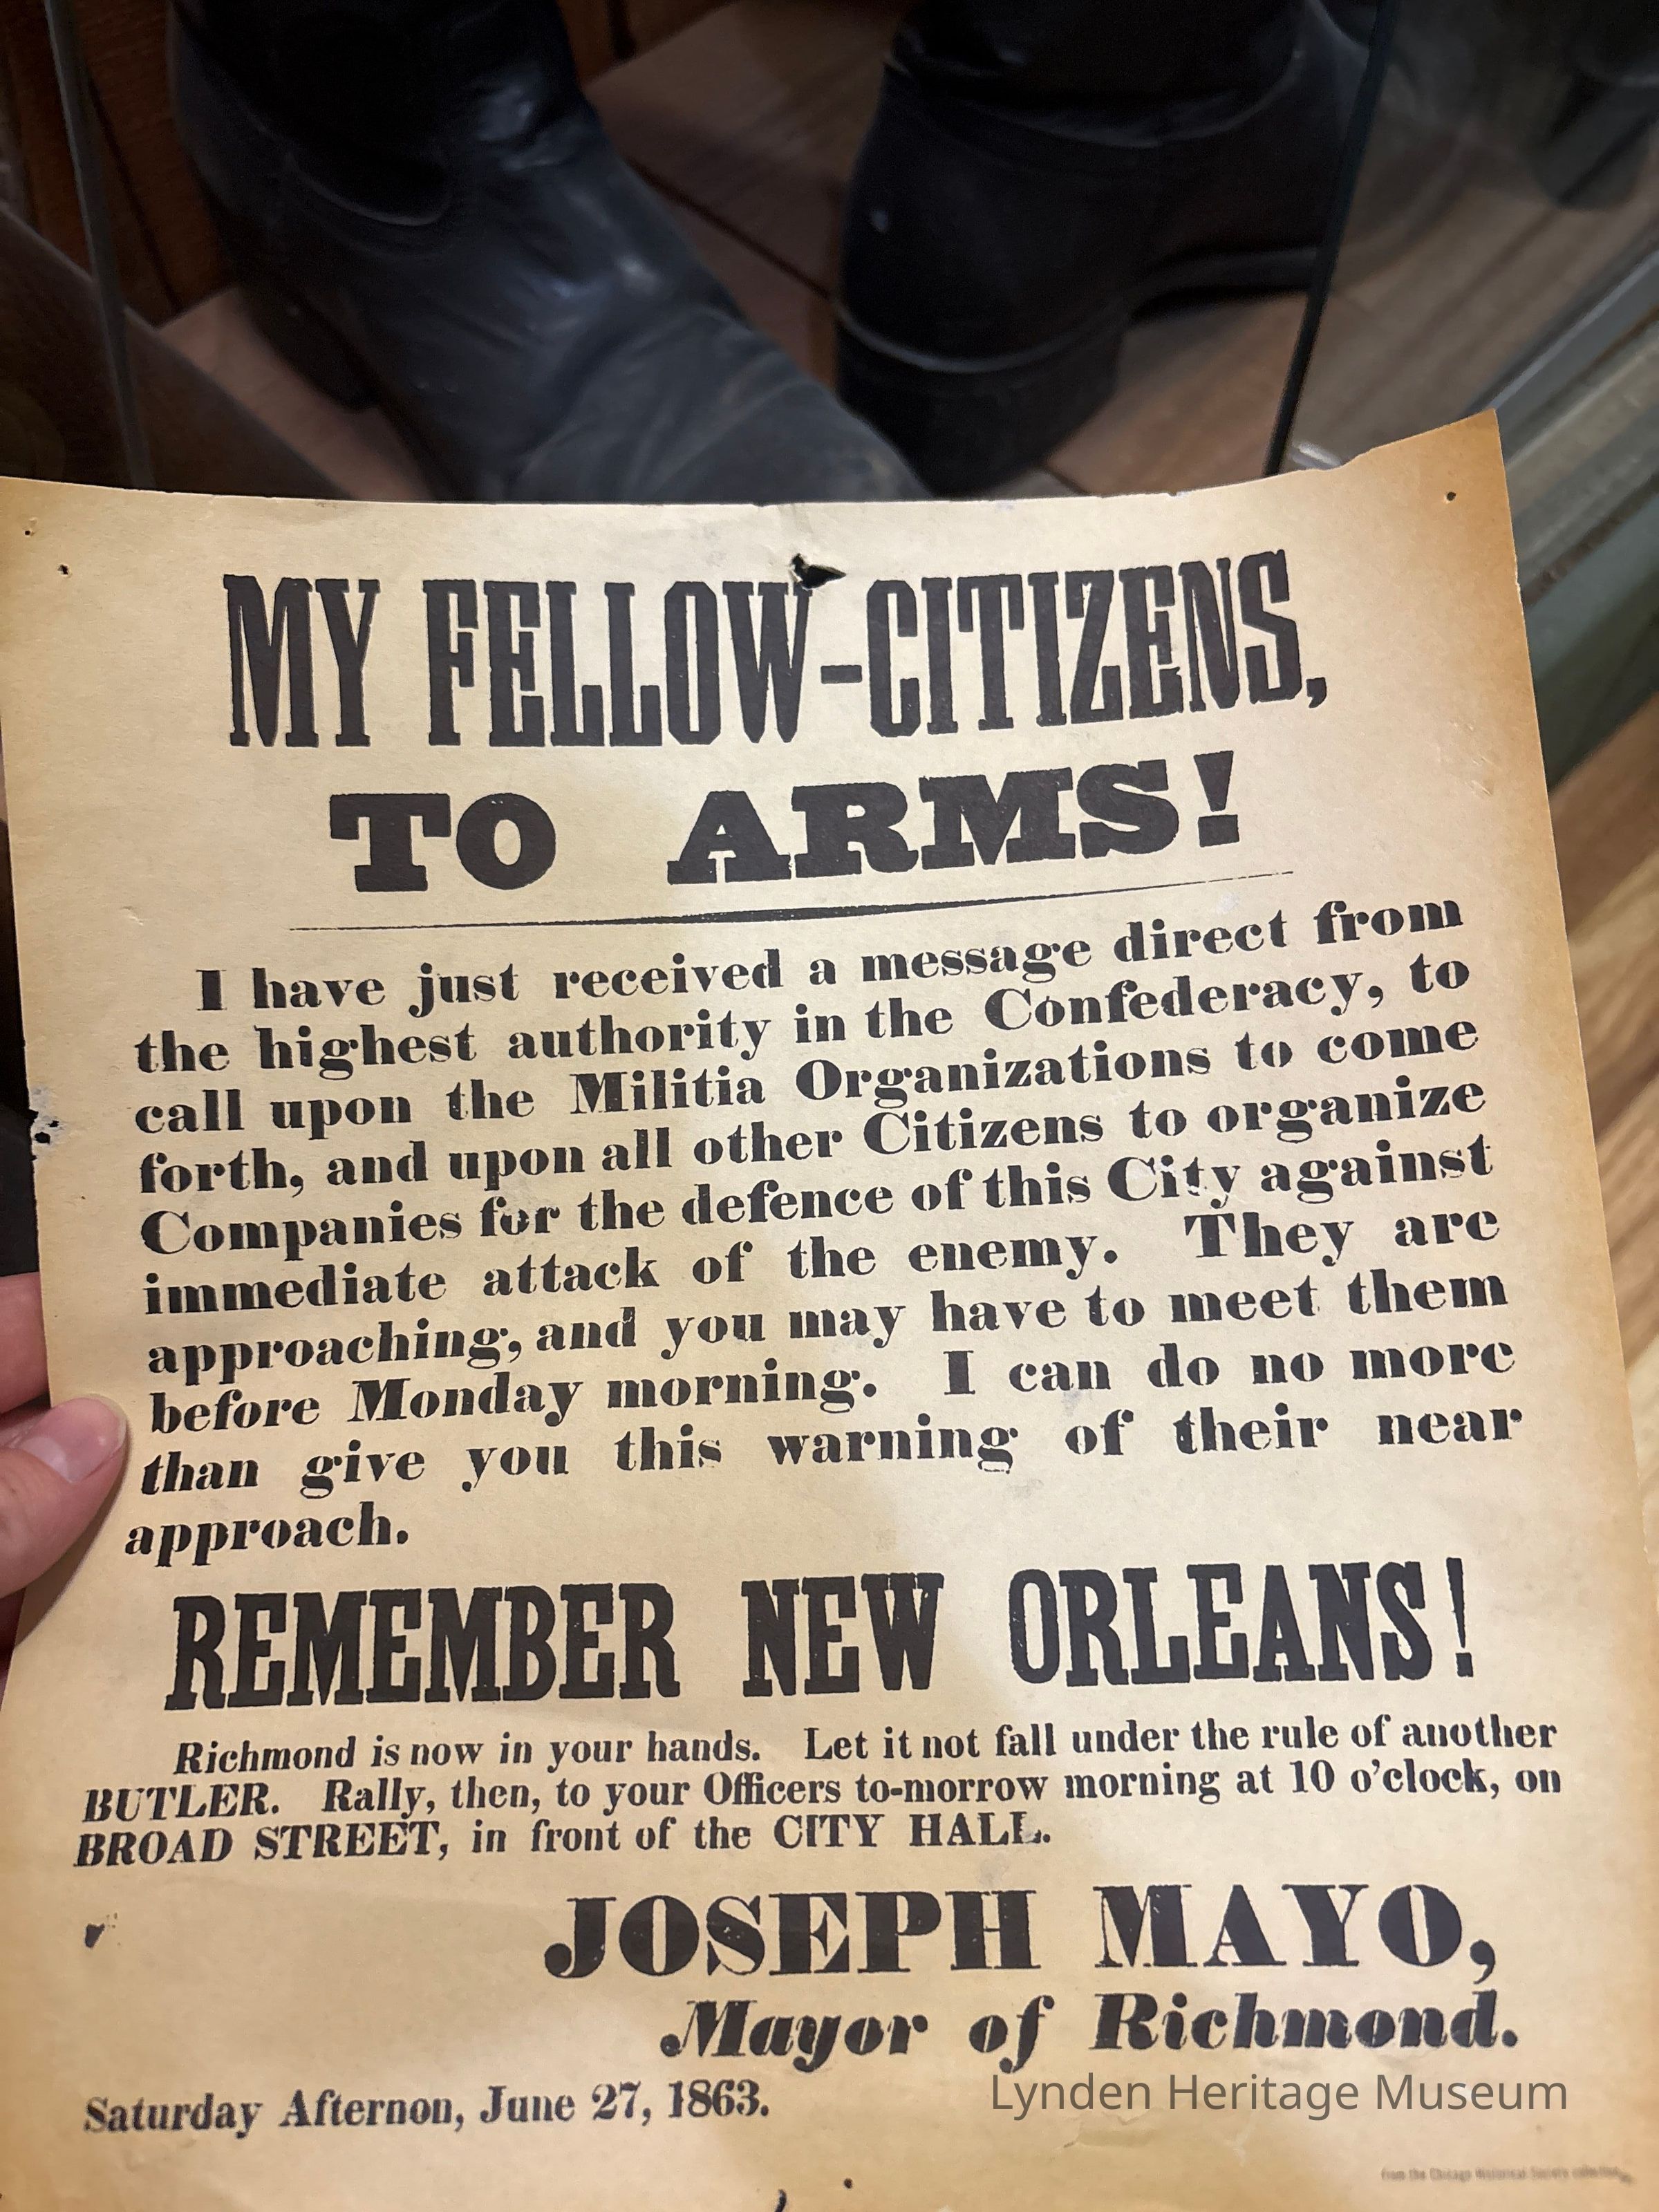 MY FELLOW-CITIZENS,
TO ARMS!
I have just received a message direct from
the highest authority in the Confederacy, to
call upon the Militia Organizations to come
forth, and upon all other Citizens to organize
Companies for the defence of this City against
immediate attack of the enemy. They are
approaching, and you may have to meet them
before Monday morning. I can do no more
than give you this warning of their near
approach.
REMEMBER NEW ORLEANS!
Richmond is now in your hands. Let it not fall under the rule of another
BUTLER. Rally, then, to your Officers to-morrow morning at 10 o'clock, on
BROAD STREET, in front of the CITY HALL.
JOSEPH MAYO,
Mayor of Richmond.
Saturday Afternon, June 27, 1863.
Lynden Heritage Museum
from the Chicago Historical Society collection